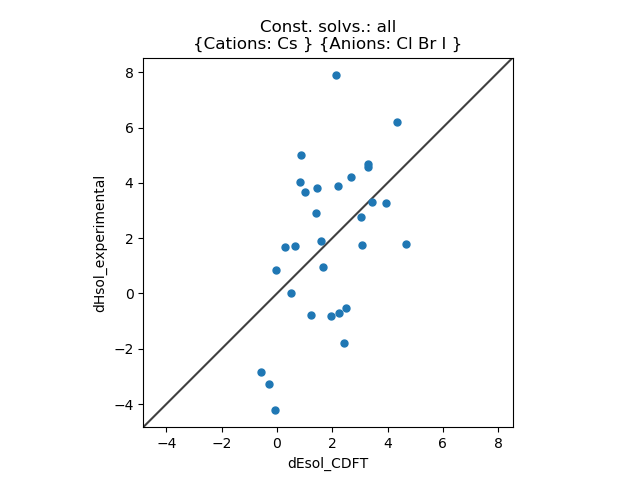 Const. solvs.: all
{Cations: Cs } {Anions: Cl Br I }
8
6
4
2
0
−2
−4
dHsol_experimental
−4 −2 0 2 4 6 8
dEsol_CDFT